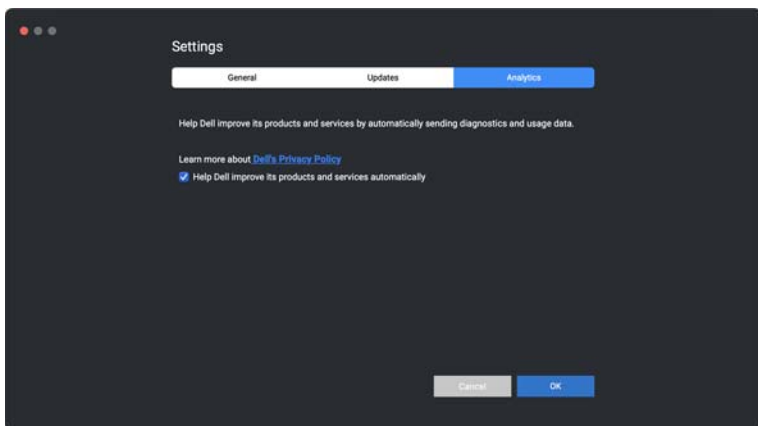 Settings
General Updates Analytics
Help Dell improve its products and services by automatically sending diagnostics and usage data.
Learn more about Dell's Privacy Policy
Help Dell improve its products and services automatically
Cancel OK